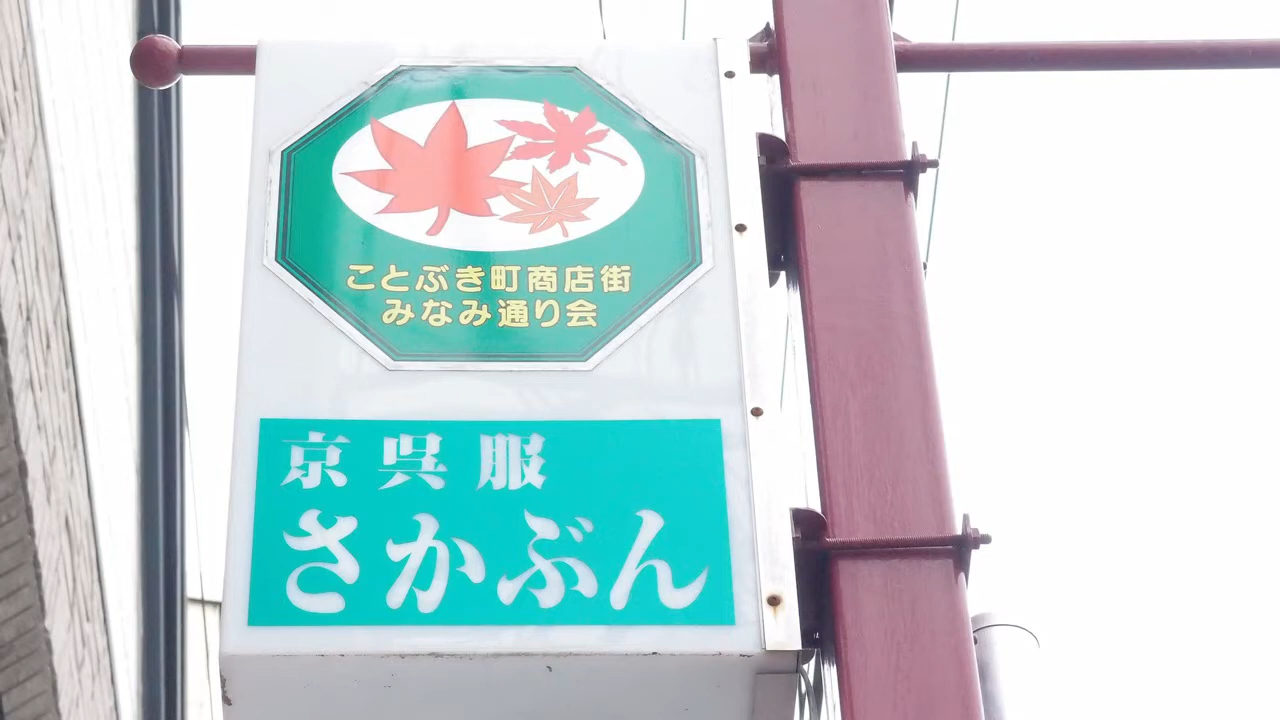 ことぶき町商店街
みなみ通り会
京呉服
さかぶん